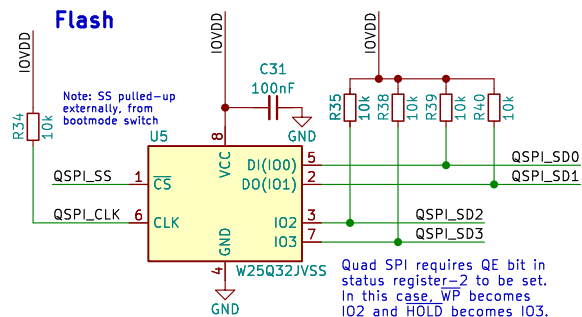 Flash
IOVDD
IOVDD
IOVDD
C31
100nF
Note: SS pulled-up
externally, from
bootmode switch
R34
10k
R35
10k
R38
10k
R39
10k
R40
10k
GND
U5
8
VCC
DI(IO0)
5
QSPI_SD0
QSPI_SS
1
CS
DO(IO1)
2
QSPI_SD1
QSPI_CLK
6
CLK
IO2
3
QSPI_SD2
IO3
7
QSPI_SD3
GND
4
W25Q32JVSS
GND
Quad SPI requires QE bit in
status register-2 to be set.
In this case, WP becomes
IO2 and HOLD becomes IO3.